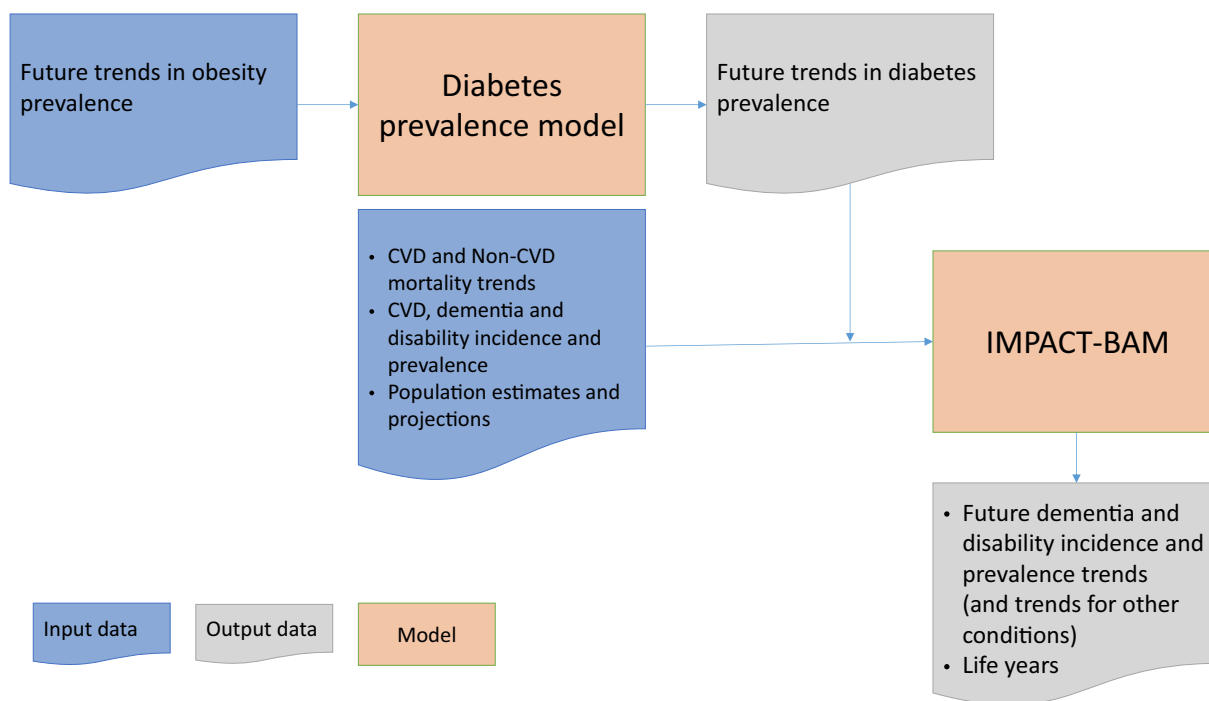 Future trends in obesity
prevalence
Diabetes
prevalence model
Future trends in diabetes
prevalence
• CVD and Non-CVD
mortality trends
• CVD, dementia and
disability incidence and
prevalence
• Population estimates and
projections
IMPACT-BAM
• Future dementia and
disability incidence and
prevalence trends
(and trends for other
conditions)
• Life years
Input data
Output data
Model